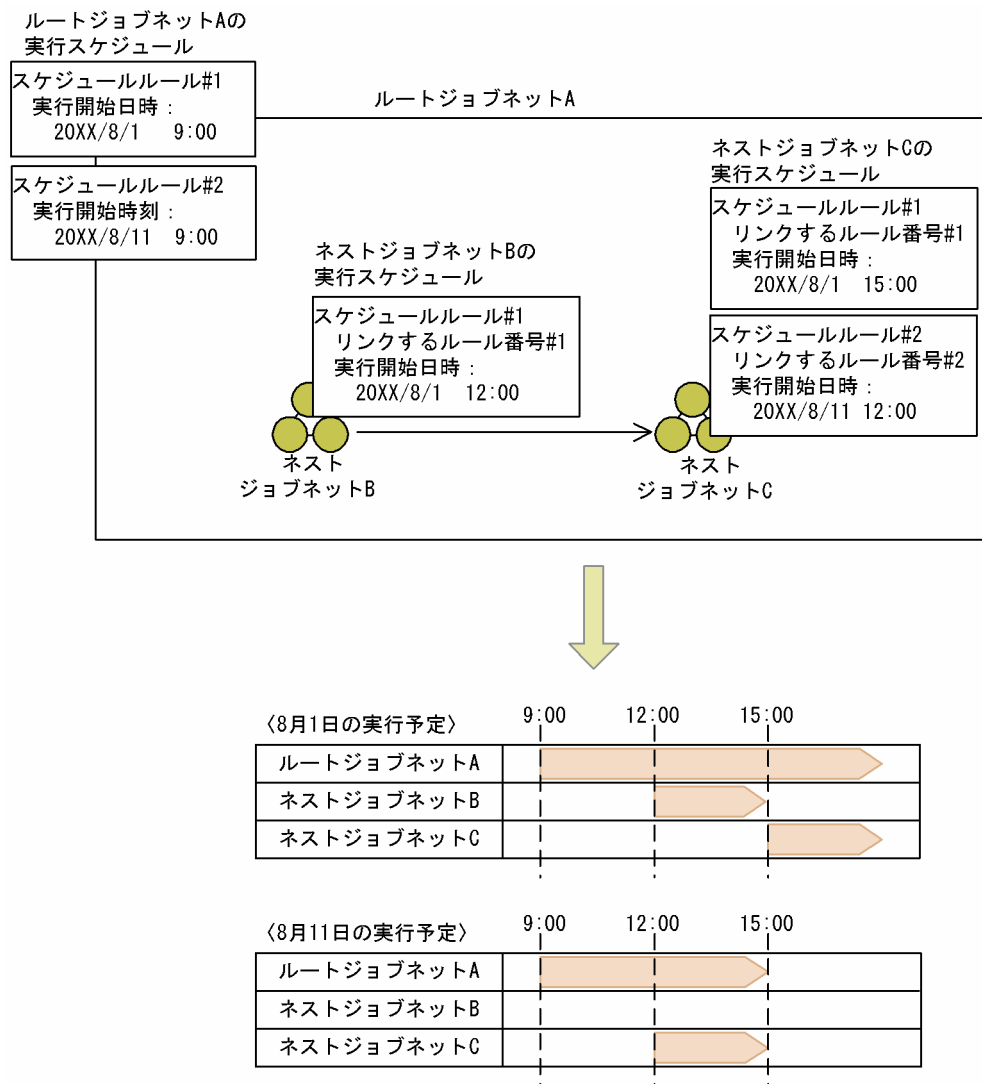 ルートジョブネットAの
実行スケジュール
スケジュールルール#1
実行開始日時：
20XX/8/1 9:00
スケジュールルール#2
実行開始時刻：
20XX/8/11 9:00
ルートジョブネットA
ネストジョブネットBの
実行スケジュール
スケジュールルール#1
リンクするルール番号#1
実行開始日時：
20XX/8/1 12:00
ネストジョブネットCの
実行スケジュール
スケジュールルール#1
リンクするルール番号#1
実行開始日時：
20XX/8/1 15:00
スケジュールルール#2
リンクするルール番号#2
実行開始日時：
20XX/8/11 12:00
ネスト
ジョブネットB
ネスト
ジョブネットC
〈8月1日の実行予定〉 9:00 12:00 15:00
ルートジョブネットA
ネストジョブネットB
ネストジョブネットC
〈8月11日の実行予定〉 9:00 12:00 15:00
ルートジョブネットA
ネストジョブネットB
ネストジョブネットC